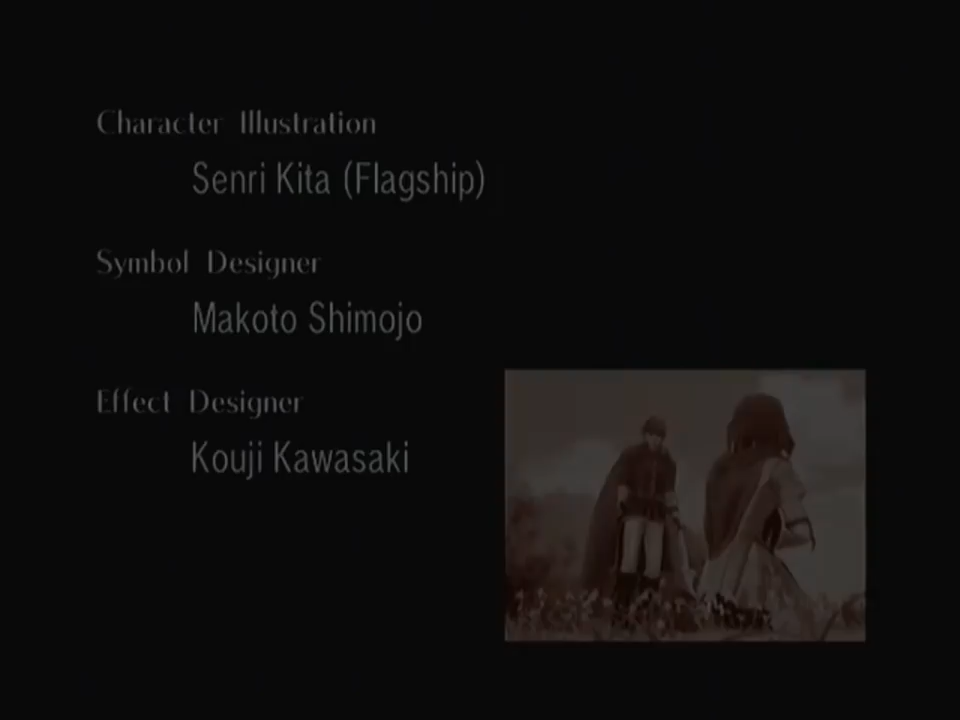 Character Illustration
Senri Kita (Flagship)
Symbol Designer
Makoto Shimojo
Effect Designer
Kouji Kawasaki